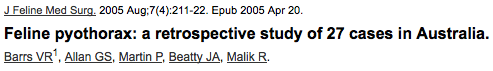 J Feline Med Surg. 2005 Aug;7(4):211-22. Epub 2005 Apr 20.
Feline pyothorax: a retrospective study of 27 cases in Australia.
Barrs VR1, Allan GS, Martin P, Beatty JA, Malik R.